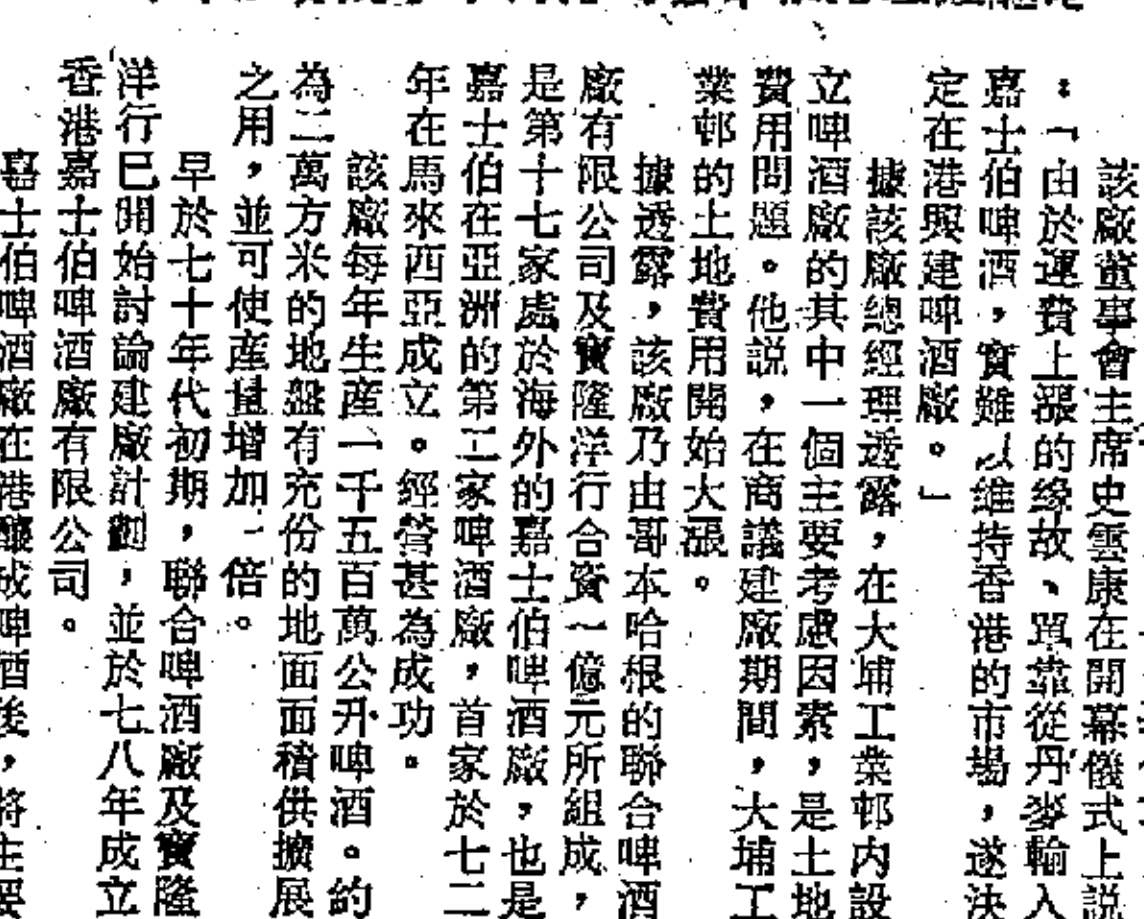 該廠董事會主席史雲康在開幕儀式上說
：「由於運費上漲的緣故、單靠從丹麥輸入
嘉士伯啤酒，實難以維持香港的市場，遂決
定在港興建啤酒廠。」
據該廠總經理透露，在大埔工業邨內設
立啤酒廠的其中一個主要考慮因素，是土地
費用問題。他説，在商議建廠期間，大埔工
業邨的土地費用開始大漲。
據透露，該廠乃由哥本哈根的聯合啤酒
廠有限公司及寶隆洋行合資一億元所組成，
是第十七家處於海外的嘉士伯啤酒廠，也是
嘉士伯在亞洲的第二家啤酒廠，首家於七二
年在馬來西亞成立。經營甚為成功。
該廠每年生產一千五百萬公升啤酒。約
為二萬方米的地盤有充份的地面面積供擴展
之用，並可使產量增加一倍。
早於七十年代初期，聯合啤酒廠及寶隆
洋行已開始討論建廠計劃，並於七八年成立
香港嘉士伯啤酒廠有限公司。
嘉士伯啤酒廠在港釀成啤酒後，將主要